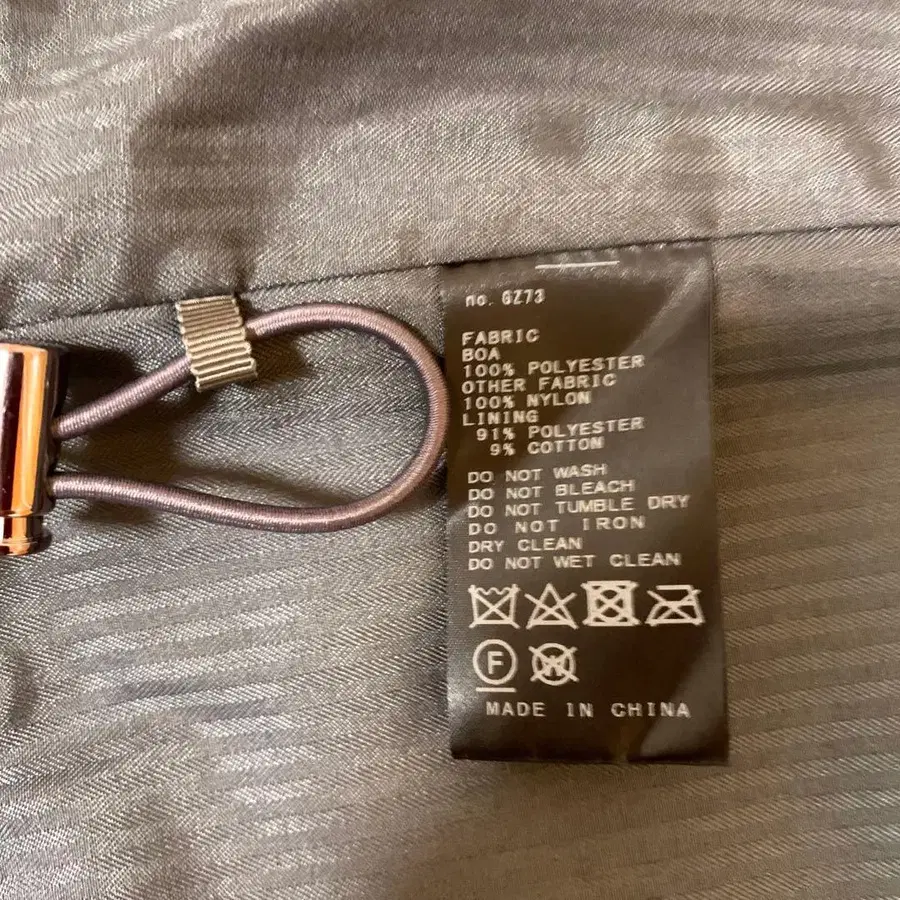 no. GZ73
FABRIC
BOA
100% POLYESTER
OTHER FABRIC
100% NYLON
LINING
91% POLYESTER
9% COTTON
DO NOT WASH
DO NOT BLEACH
DO NOT TUMBLE DRY
DO NOT IRON
DRY CLEAN
DO NOT WET CLEAN
F W
MADE IN CHINA